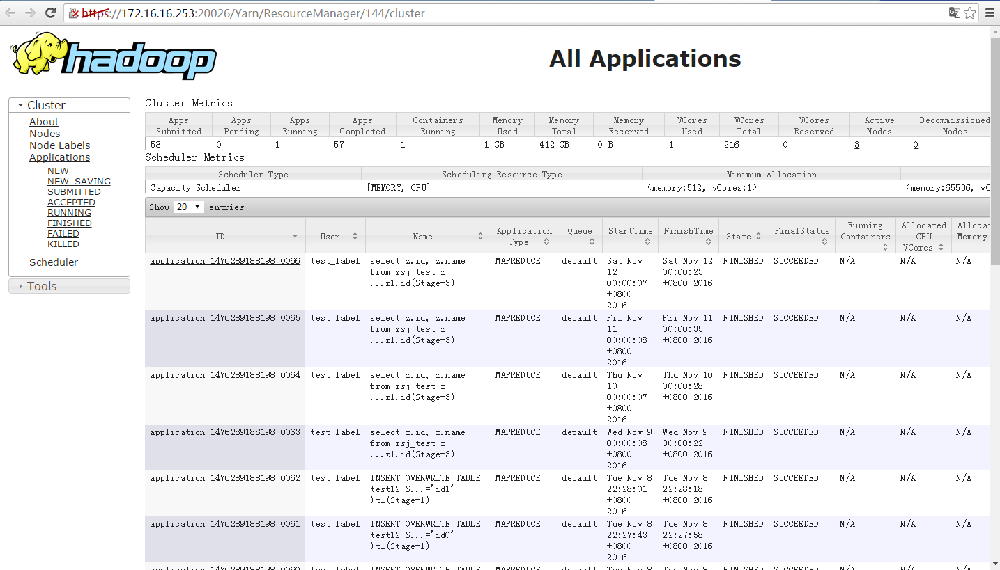 https://172.16.16.253:20026/Yarn/ResourceManager/144/cluster
hadoop
All Applications
Cluster
About
Nodes
Node Labels
Applications
NEW
NEW_SAVING
SUBMITTED
ACCEPTED
RUNNING
FINISHED
FAILED
KILLED
Scheduler
Tools
Cluster Metrics
Apps Submitted Apps Pending Apps Running Apps Completed Containers Running Memory Used Memory Total Memory Reserved VCores Used VCores Total VCores Reserved Active Nodes Decommissioned Nodes
58 0 1 57 1 1 GB 412 GB 0 B 1 216 0 3 0
Scheduler Metrics
Scheduler Type Scheduling Resource Type Minimum Allocation
Capacity Scheduler [MEMORY, CPU] <memory:512, vCores:1> <memory:65536, vC
Show 20 entries
ID User Name Application Type Queue StartTime FinishTime State FinalStatus Running Containers Allocated CPU VCores Memory
application_1476289188198_0066 test_label select z.id, z.name MAPREDUCE default Sat Nov Sat Nov 12 FINISHED SUCCEEDED N/A N/A N/A
from zsj_test z 12 00:00:23
...z1.id(Stage-3) 00:00:07 +0800 2016
+0800
2016
application_1476289188198_0065 test_label select z.id, z.name MAPREDUCE default Fri Nov Fri Nov 11 FINISHED SUCCEEDED N/A N/A N/A
from zsj_test z 11 00:00:35
...z1.id(Stage-3) 00:00:08 +0800 2016
+0800
2016
application_1476289188198_0064 test_label select z.id, z.name MAPREDUCE default Thu Nov Thu Nov 10 FINISHED SUCCEEDED N/A N/A N/A
from zsj_test z 10 00:00:28
...z1.id(Stage-3) 00:00:07 +0800 2016
+0800
2016
application_1476289188198_0063 test_label select z.id, z.name MAPREDUCE default Wed Nov 9 Wed Nov 9 FINISHED SUCCEEDED N/A N/A N/A
from zsj_test z 00:00:08 00:00:22
...z1.id(Stage-3) +0800 +0800 2016
2016
application_1476289188198_0062 test_label INSERT OVERWRITE TABLE MAPREDUCE default Tue Nov 8 Tue Nov 8 FINISHED SUCCEEDED N/A N/A N/A
test12 S...='id1' 22:28:01 22:28:18
)t1(Stage-1) +0800 +0800 2016
2016
application_1476289188198_0061 test_label INSERT OVERWRITE TABLE MAPREDUCE default Tue Nov 8 Tue Nov 8 FINISHED SUCCEEDED N/A N/A N/A
test12 S...='id0' 22:27:43 22:27:58
)t1(Stage-1) +0800 +0800 2016
2016